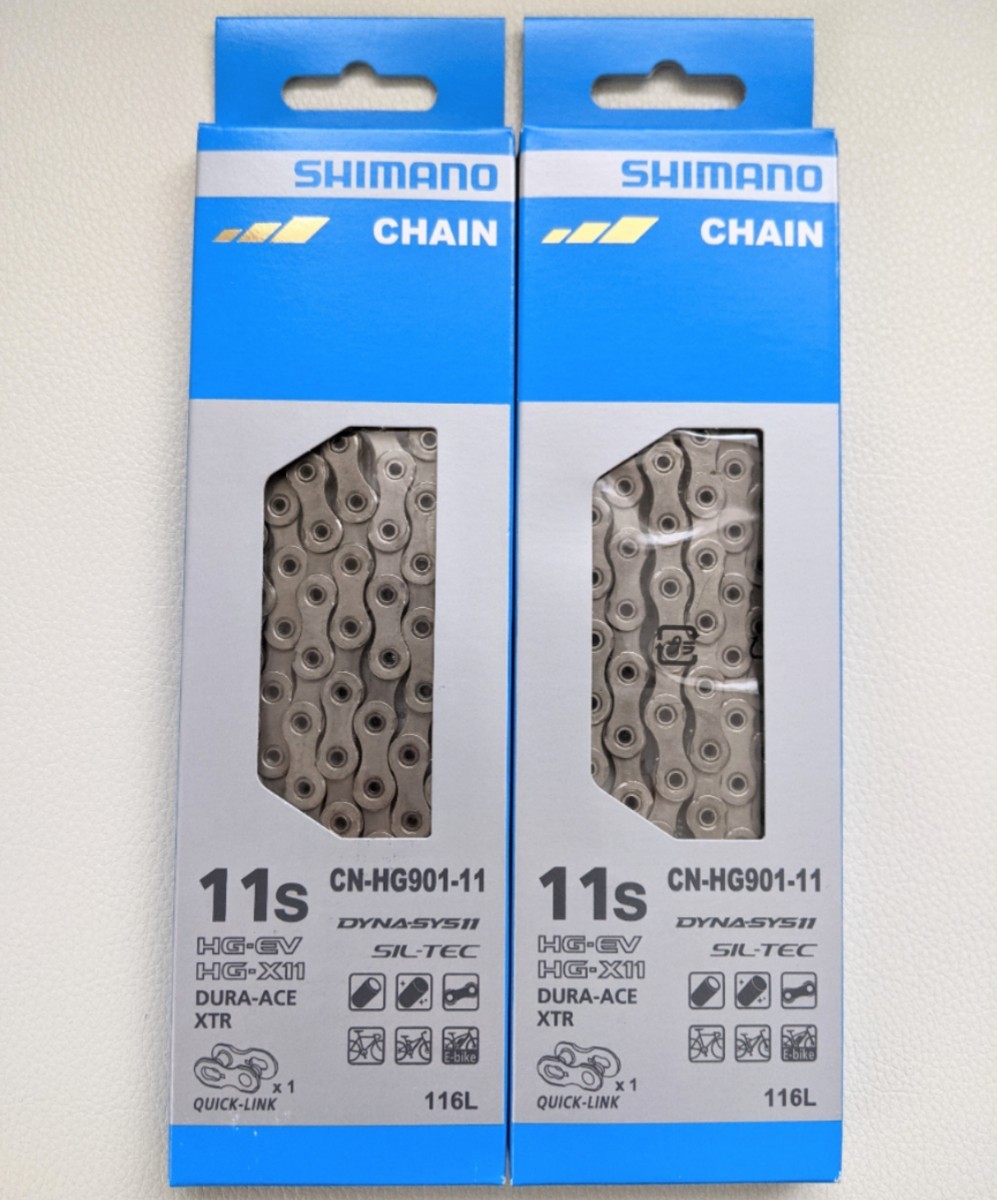 SHIMANO
CHAIN
11s
CN-HG901-11
DYNA-SYS11
HG-EV
SIL-TEC
HG-X11
DURA-ACE
XTR
E-bike
x 1
QUICK-LINK
116L
SHIMANO
CHAIN
11s
CN-HG901-11
DYNA-SYS11
HG-EV
SIL-TEC
HG-X11
DURA-ACE
XTR
E-bike
x 1
QUICK-LINK
116L